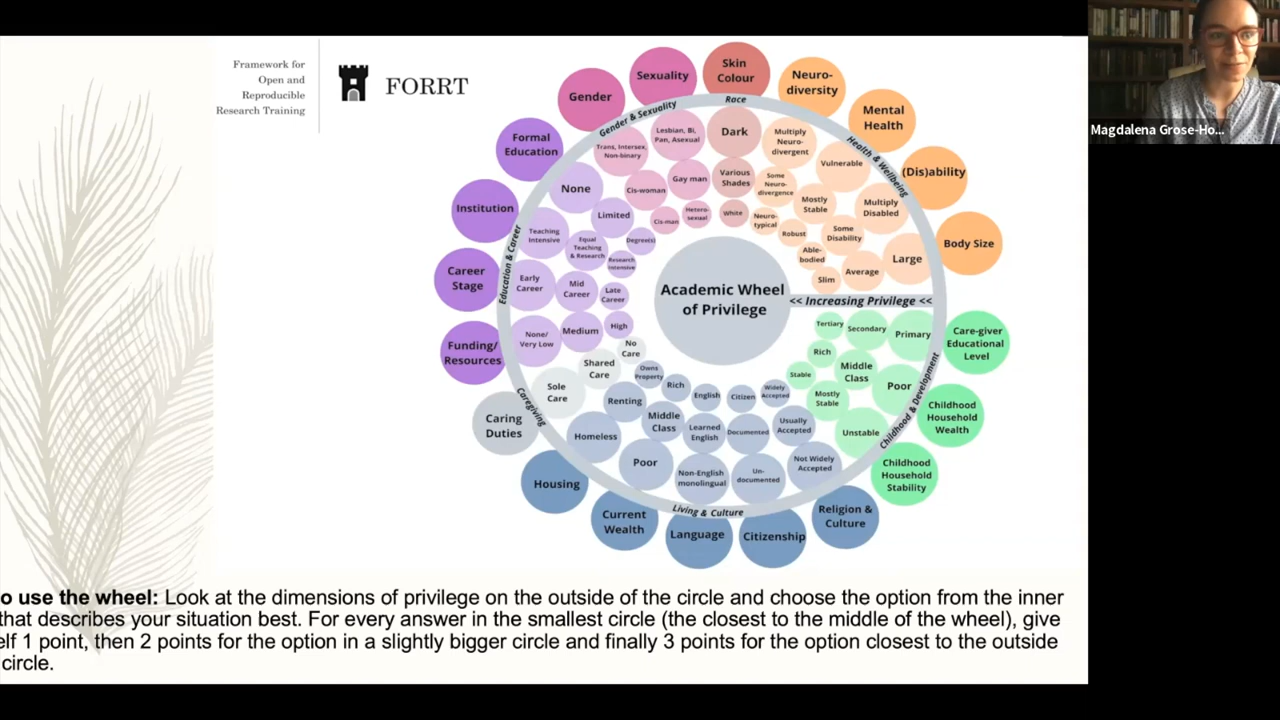 Framework for
Open and
Reproducible
Research Training
FORRT
Magdalena Grose-Ho...
Gender
Sexuality
Skin
Colour
Neuro-
diversity
Mental
Health
(Dis)ability
Body Size
Care-giver
Educational
Level
Childhood
Household
Wealth
Childhood
Household
Stability
Religion &
Culture
Citizenship
Language
Current
Wealth
Housing
Caring
Duties
Funding/
Resources
Career
Stage
Institution
Formal
Education
Gender & Sexuality
Race
Health & Wellbeing
Childhood & Development
Living & Culture
Caregiving
Education & Career
Trans, Intersex,
Non-binary
Cis-woman
Cis-man
Lesbian, Bi,
Pan, Asexual
Gay man
Hetero-
sexual
Dark
Various
Shades
White
Multiply
Neuro-
divergent
Some
Neuro-
divergence
Neuro-
typical
Vulnerable
Mostly
Stable
Robust
Multiply
Disabled
Some
Disability
Able-
bodied
Large
Average
Slim
Academic Wheel
of Privilege
<< Increasing Privilege <<
Tertiary
Secondary
Primary
Rich
Middle
Class
Poor
Stable
Mostly
Stable
Unstable
Widely
Accepted
Usually
Accepted
Not Widely
Accepted
Citizen
Documented
Un-
documented
English
Learned
English
Non-English
monolingual
Rich
Middle
Class
Poor
Owns
Property
Renting
Homeless
No
Care
Shared
Care
Sole
Care
High
Medium
None/
Very Low
Late
Career
Mid
Career
Early
Career
Research
Intensive
Equal
Teaching
& Research
Teaching
Intensive
Degree(s)
Limited
None
o use the wheel: Look at the dimensions of privilege on the outside of the circle and choose the option from the inner
that describes your situation best. For every answer in the smallest circle (the closest to the middle of the wheel), give
elf 1 point, then 2 points for the option in a slightly bigger circle and finally 3 points for the option closest to the outside
circle.